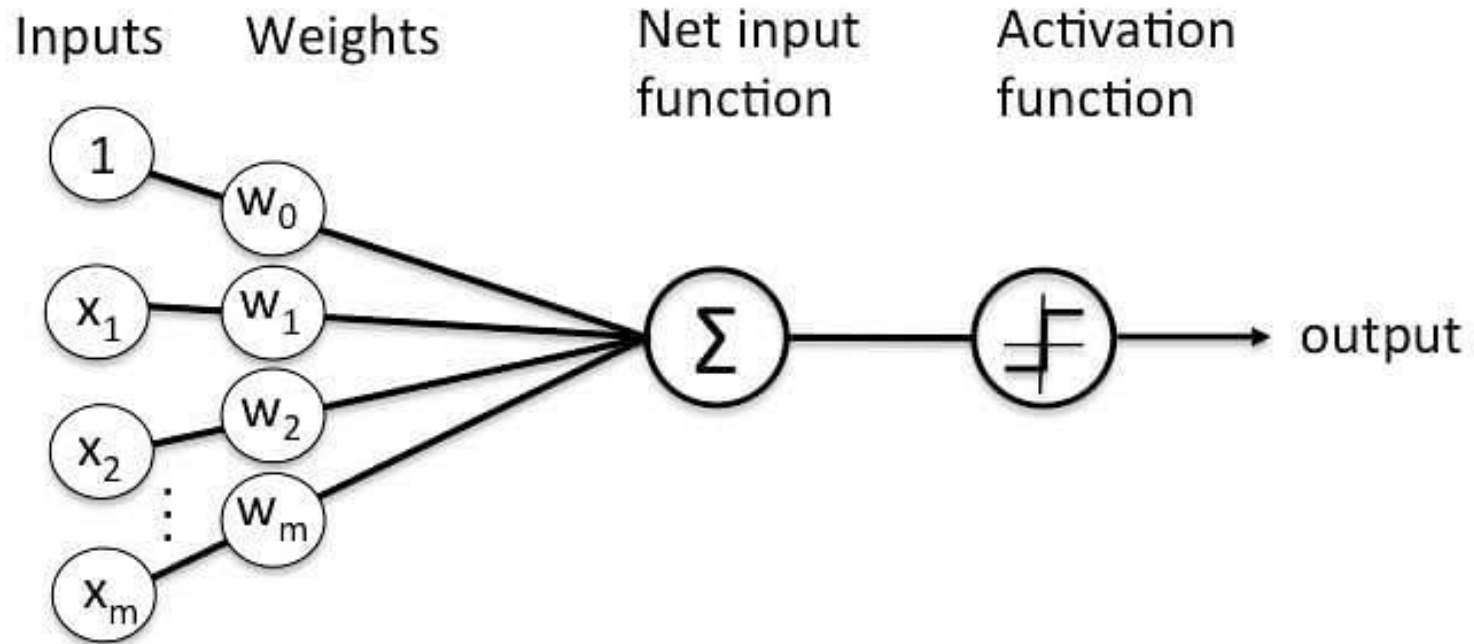 Inputs
Weights
Net input
function
Activation
function
1
w₀
x₁
w₁
Σ
output
x₂
w₂
⋮
wₘ
xₘ